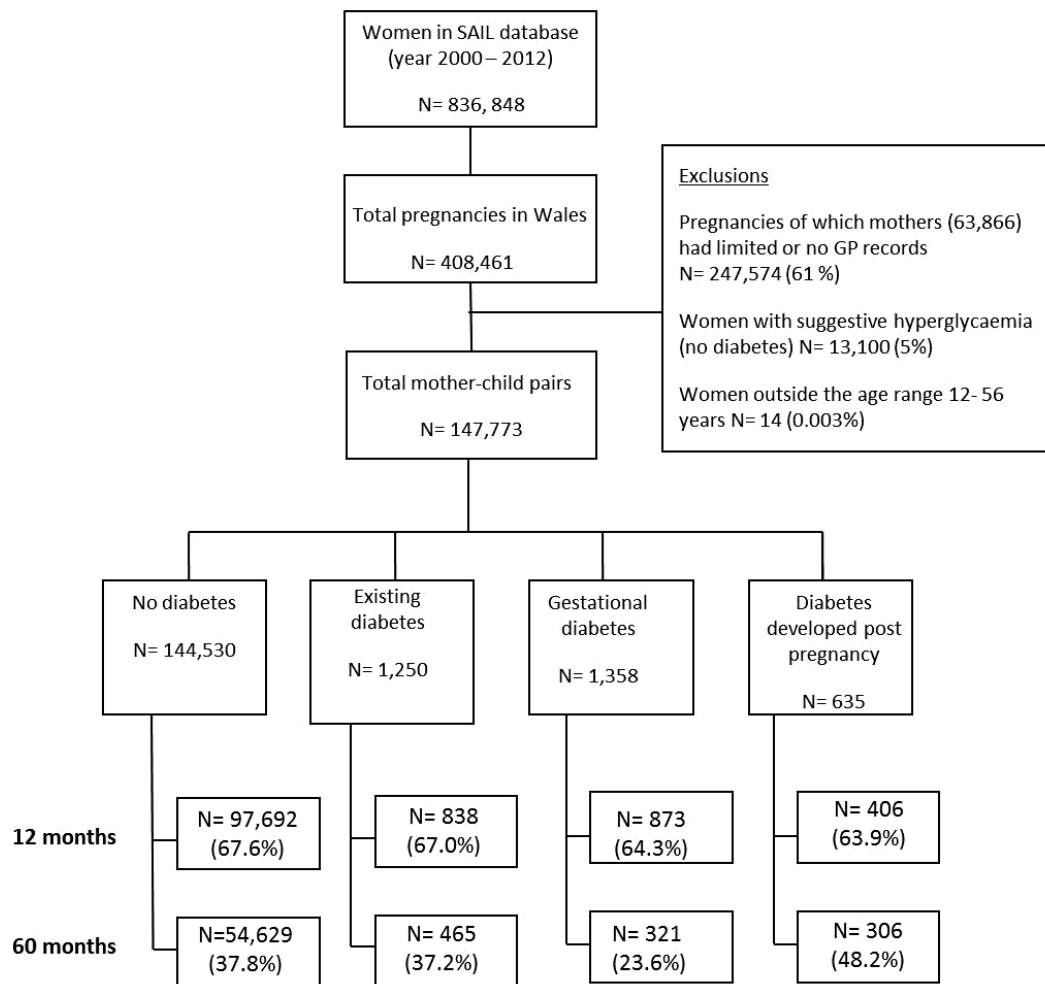 Women in SAIL database
(year 2000 – 2012)
N= 836, 848
Total pregnancies in Wales
N= 408,461
Exclusions
Pregnancies of which mothers (63,866)
had limited or no GP records
N= 247,574 (61 %)
Women with suggestive hyperglycaemia
(no diabetes) N= 13,100 (5%)
Women outside the age range 12- 56
years N= 14 (0.003%)
Total mother-child pairs
N= 147,773
No diabetes
N= 144,530
Existing
diabetes
N= 1,250
Gestational
diabetes
N= 1,358
Diabetes
developed post
pregnancy
N= 635
12 months
N= 97,692
(67.6%)
N= 838
(67.0%)
N= 873
(64.3%)
N= 406
(63.9%)
60 months
N=54,629
(37.8%)
N= 465
(37.2%)
N= 321
(23.6%)
N= 306
(48.2%)